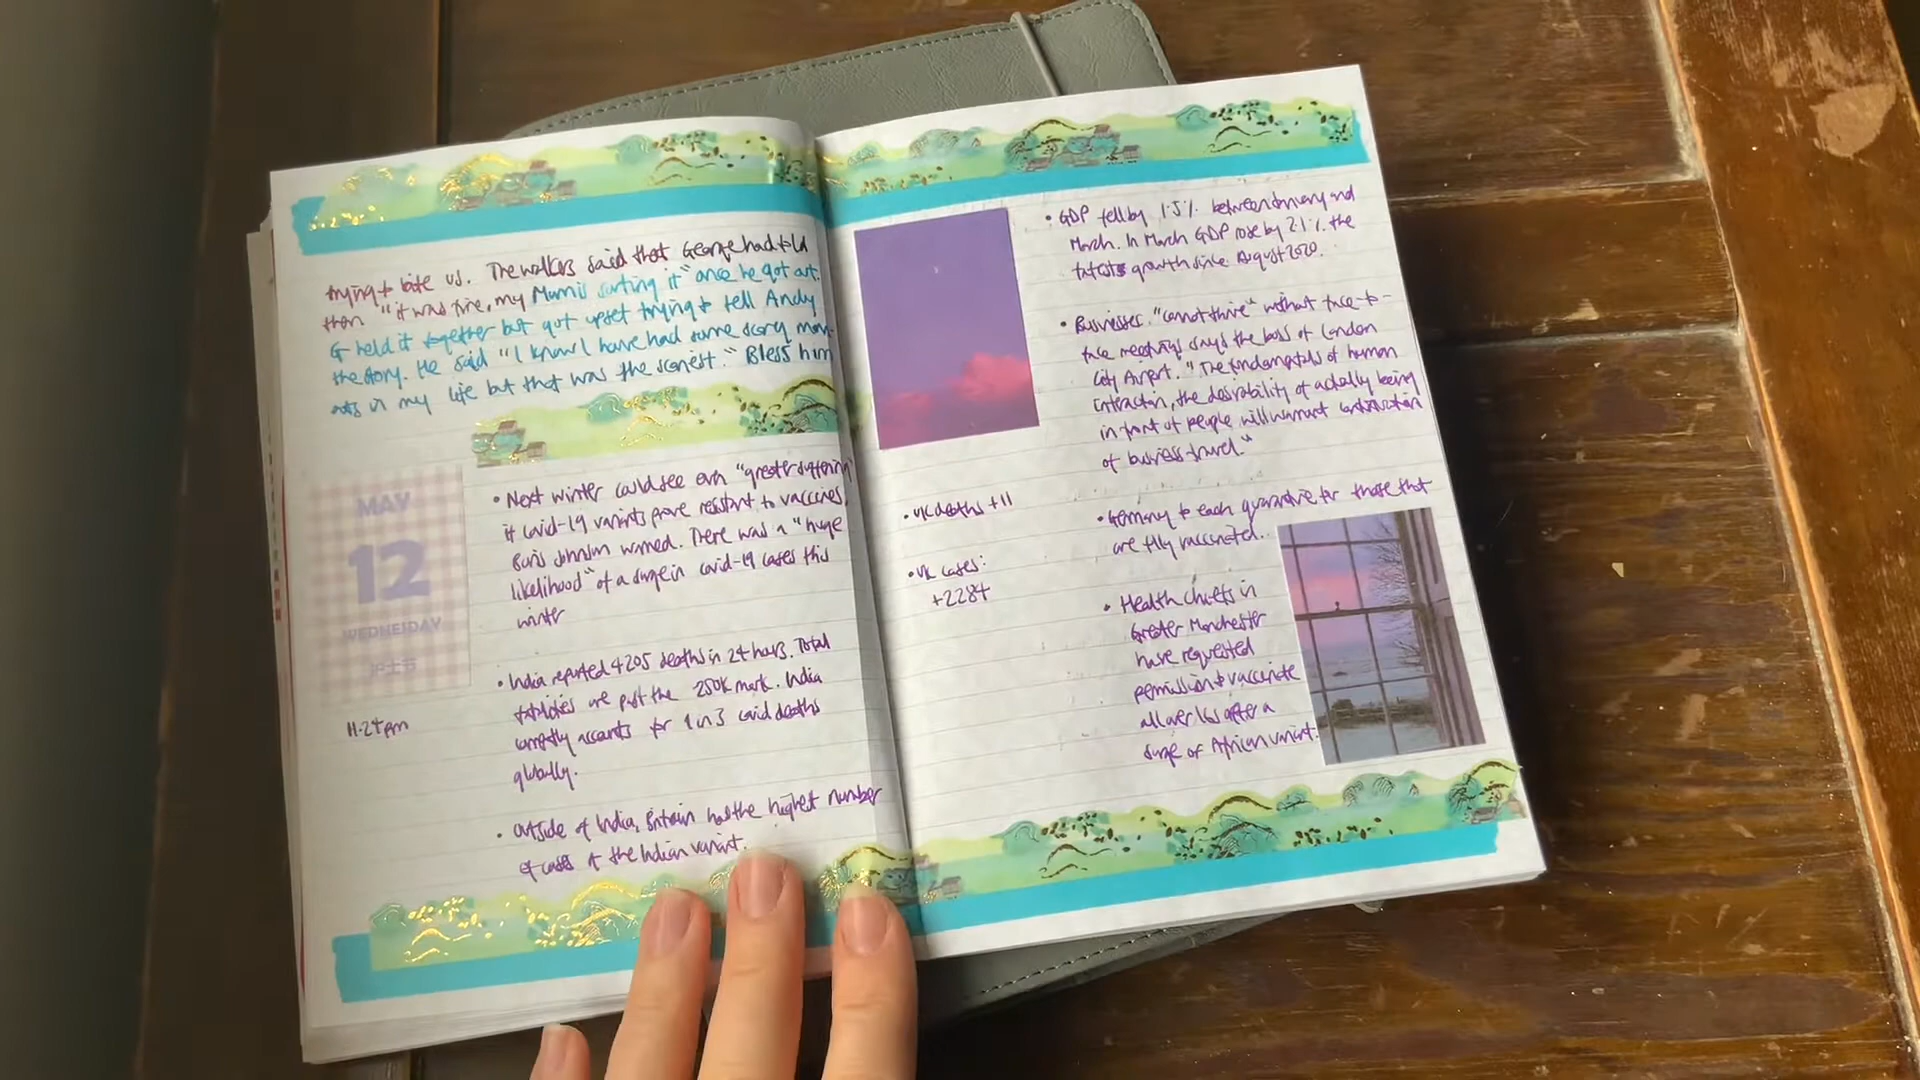 trying to bite us. The walkers said that George had told
them "it was fine, my Mum is sorting it" once he got out.
G held it together but got upset trying to tell Andy
the story. He said "I know I have had some scary mom-
ents in my life but that was the scariest." Bless him
MAY
12
WEDNESDAY
11.24pm
• Next winter could see even "greater suffering"
if covid-19 variants prove resistant to vaccines,
Boris Johnson warned. There was a "huge
likelihood" of a surge in covid-19 cases this
winter
• India reported 4205 deaths in 24 hours. Total
fatalities are past the 250k mark. India
currently accounts for 1 in 3 covid deaths
globally.
• Outside of India, Britain has the highest number
of cases of the Indian variant.
• UK deaths +11
• UK cases:
+2284
• GDP fell by 1.5% between January and
March. In March GDP rose by 2.1% the
fastest growth since August 2020.
• Businesses "cannot thrive" without face-to-
face meetings says the boss of London
City Airport. "The fundamentals of human
interaction, the desirability of actually being
in front of people will warrant
of business travel."
• Germany to quarantine for those that
are fully vaccinated.
• Health chiefs in
Greater Manchester
have requested
permission to vaccinate
all over 16s after a
surge of African variant.